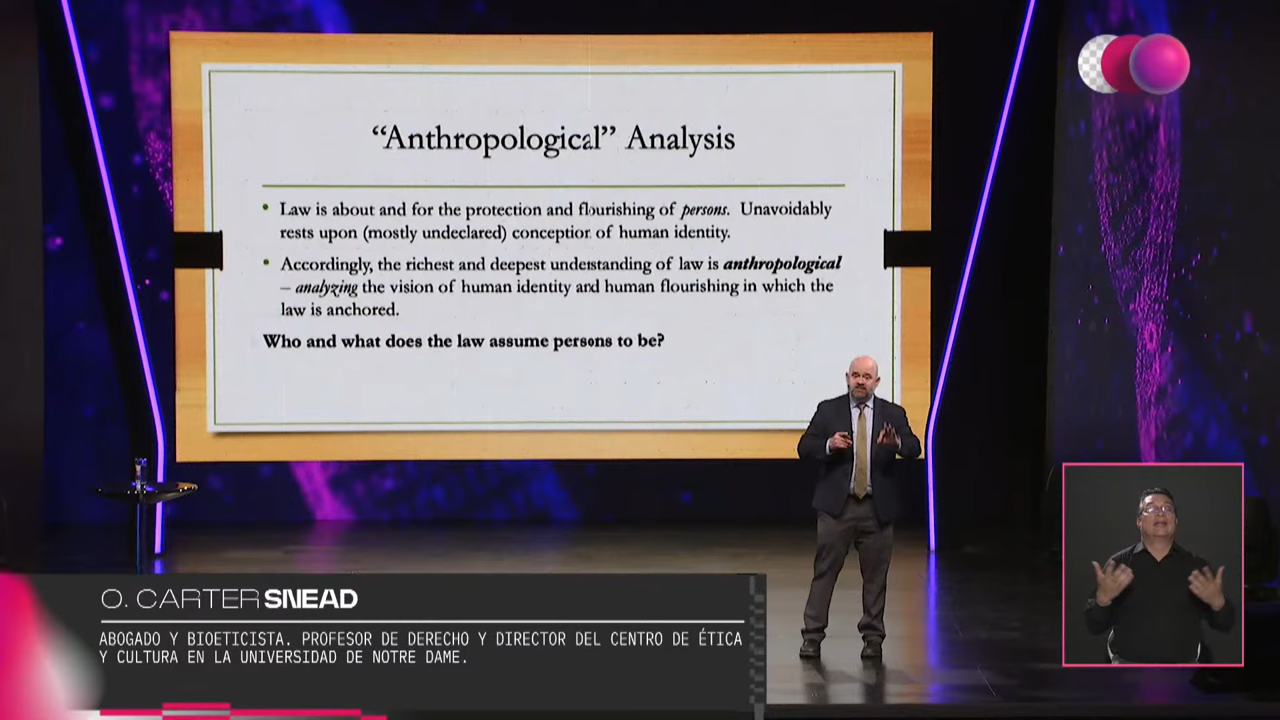 “Anthropological” Analysis
• Law is about and for the protection and flourishing of persons. Unavoidably
rests upon (mostly undeclared) conception of human identity.
• Accordingly, the richest and deepest understanding of law is anthropological
– analyzing the vision of human identity and human flourishing in which the
law is anchored.
Who and what does the law assume persons to be?
O. CARTER SNEAD
ABOGADO Y BIOETICISTA. PROFESOR DE DERECHO Y DIRECTOR DEL CENTRO DE ÉTICA
Y CULTURA EN LA UNIVERSIDAD DE NOTRE DAME.